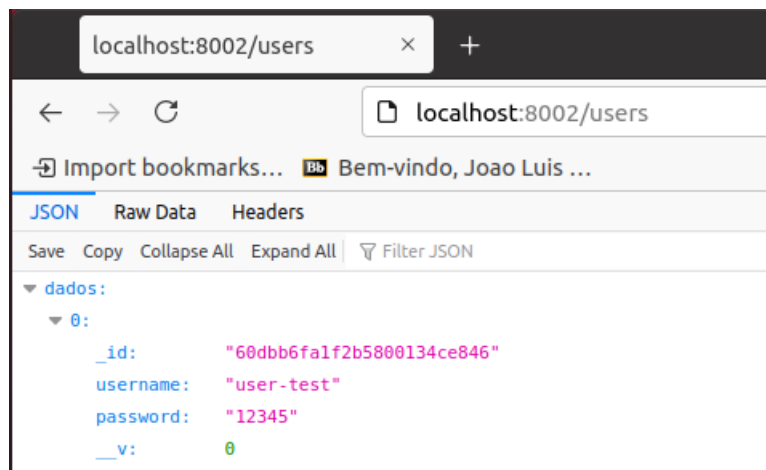 localhost:8002/users × +
localhost:8002/users
Import bookmarks... Bb Bem-vindo, Joao Luis ...
JSON Raw Data Headers
Save Copy Collapse All Expand All Filter JSON
dados:
0:
_id: "60dbb6fa1f2b5800134ce846"
username: "user-test"
password: "12345"
__v: 0